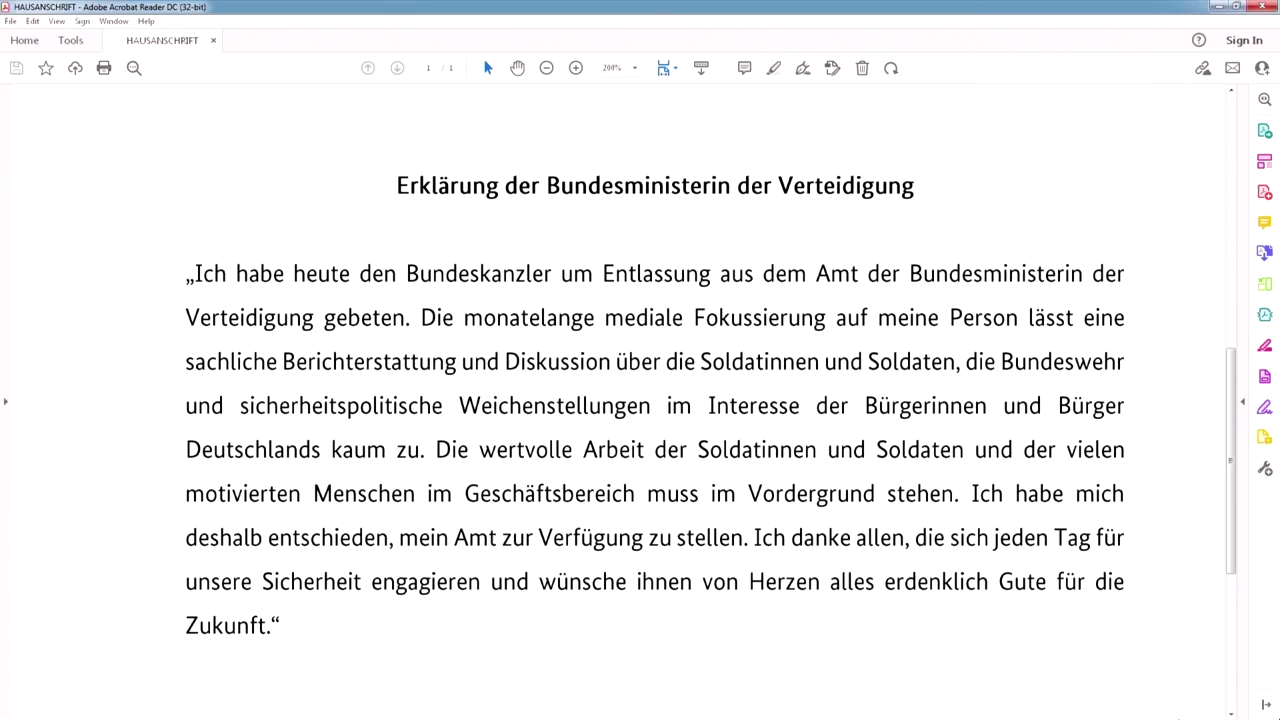 HAUSANSCHRIFT - Adobe Acrobat Reader DC (32-bit)
File Edit View Sign Window Help
Home Tools HAUSANSCHRIFT × Sign In
1 / 1 200%
Erklärung der Bundesministerin der Verteidigung
„Ich habe heute den Bundeskanzler um Entlassung aus dem Amt der Bundesministerin der
Verteidigung gebeten. Die monatelange mediale Fokussierung auf meine Person lässt eine
sachliche Berichterstattung und Diskussion über die Soldatinnen und Soldaten, die Bundeswehr
und sicherheitspolitische Weichenstellungen im Interesse der Bürgerinnen und Bürger
Deutschlands kaum zu. Die wertvolle Arbeit der Soldatinnen und Soldaten und der vielen
motivierten Menschen im Geschäftsbereich muss im Vordergrund stehen. Ich habe mich
deshalb entschieden, mein Amt zur Verfügung zu stellen. Ich danke allen, die sich jeden Tag für
unsere Sicherheit engagieren und wünsche ihnen von Herzen alles erdenklich Gute für die
Zukunft.“